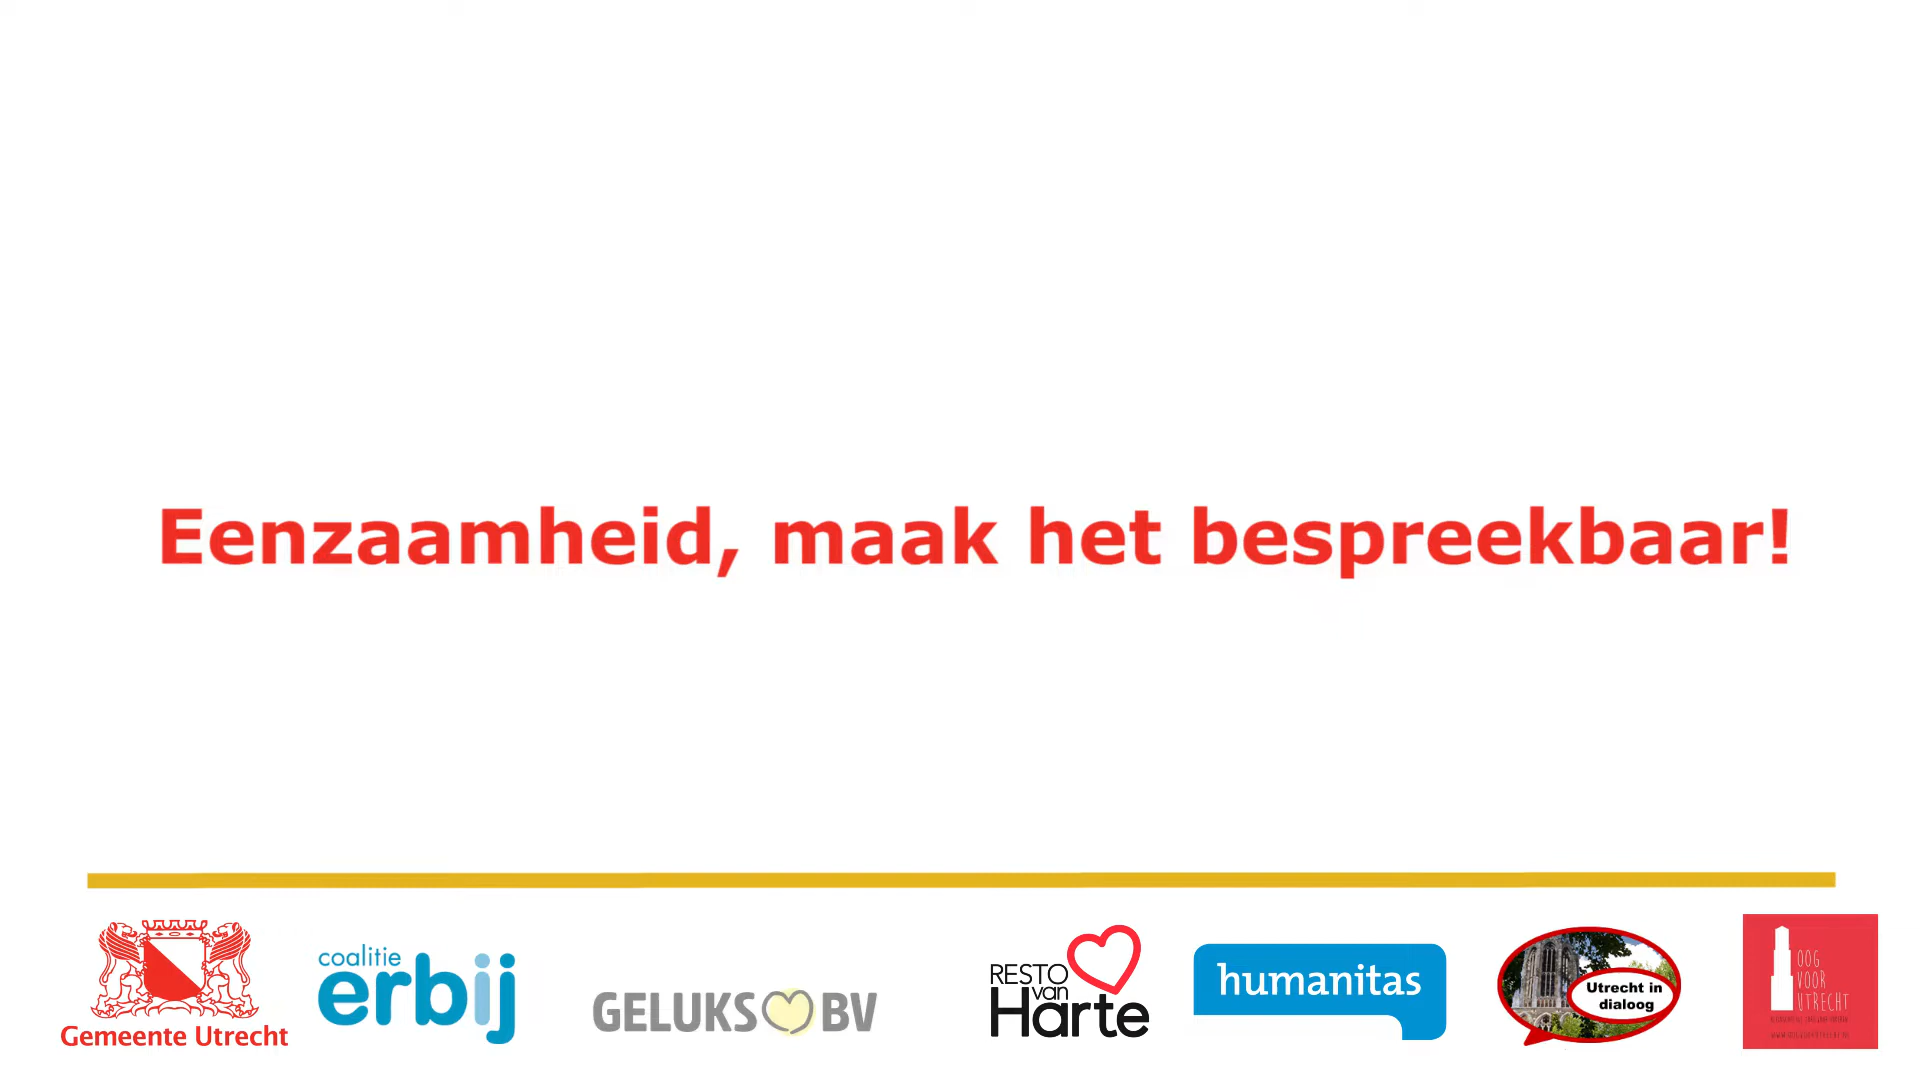 Eenzaamheid, maak het bespreekbaar!
Gemeente Utrecht
coalitie
erbij
GELUKS BV
RESTO
van
Harte
humanitas
Utrecht in
dialoog
OOG
VOOR
UTRECHT